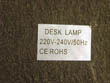 DESK LAMP
220V-240V/50Hz
CE ROHS